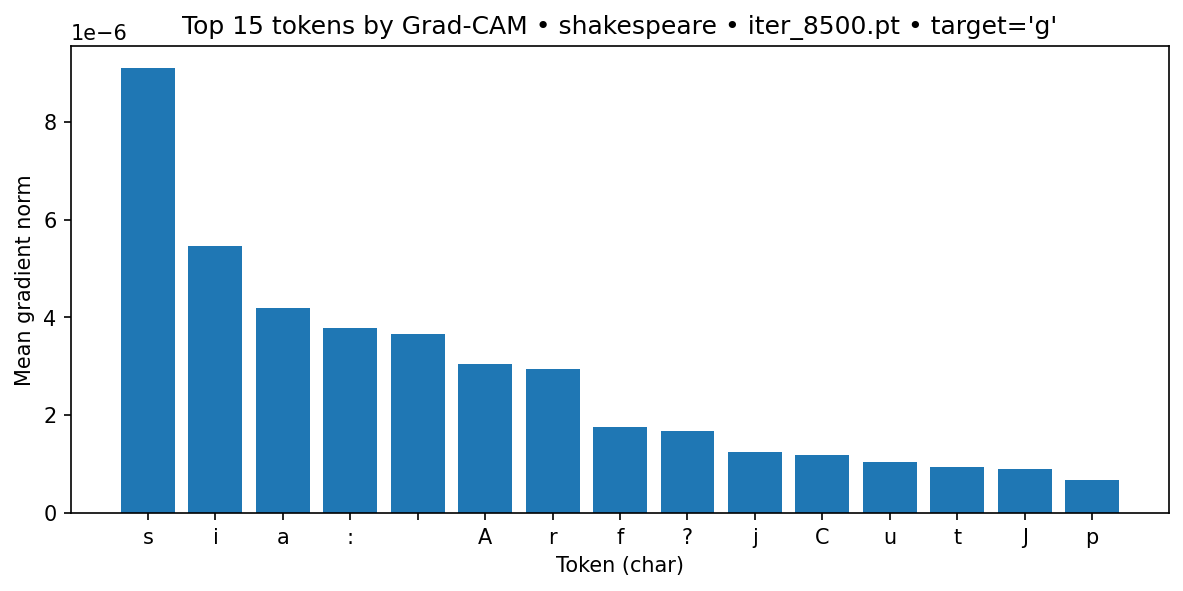 Top 15 tokens by Grad-CAM • shakespeare • iter_8500.pt • target='g'
1e−6
8
6
4
2
0
Mean gradient norm
s i a : A r f ? j C u t J p
Token (char)